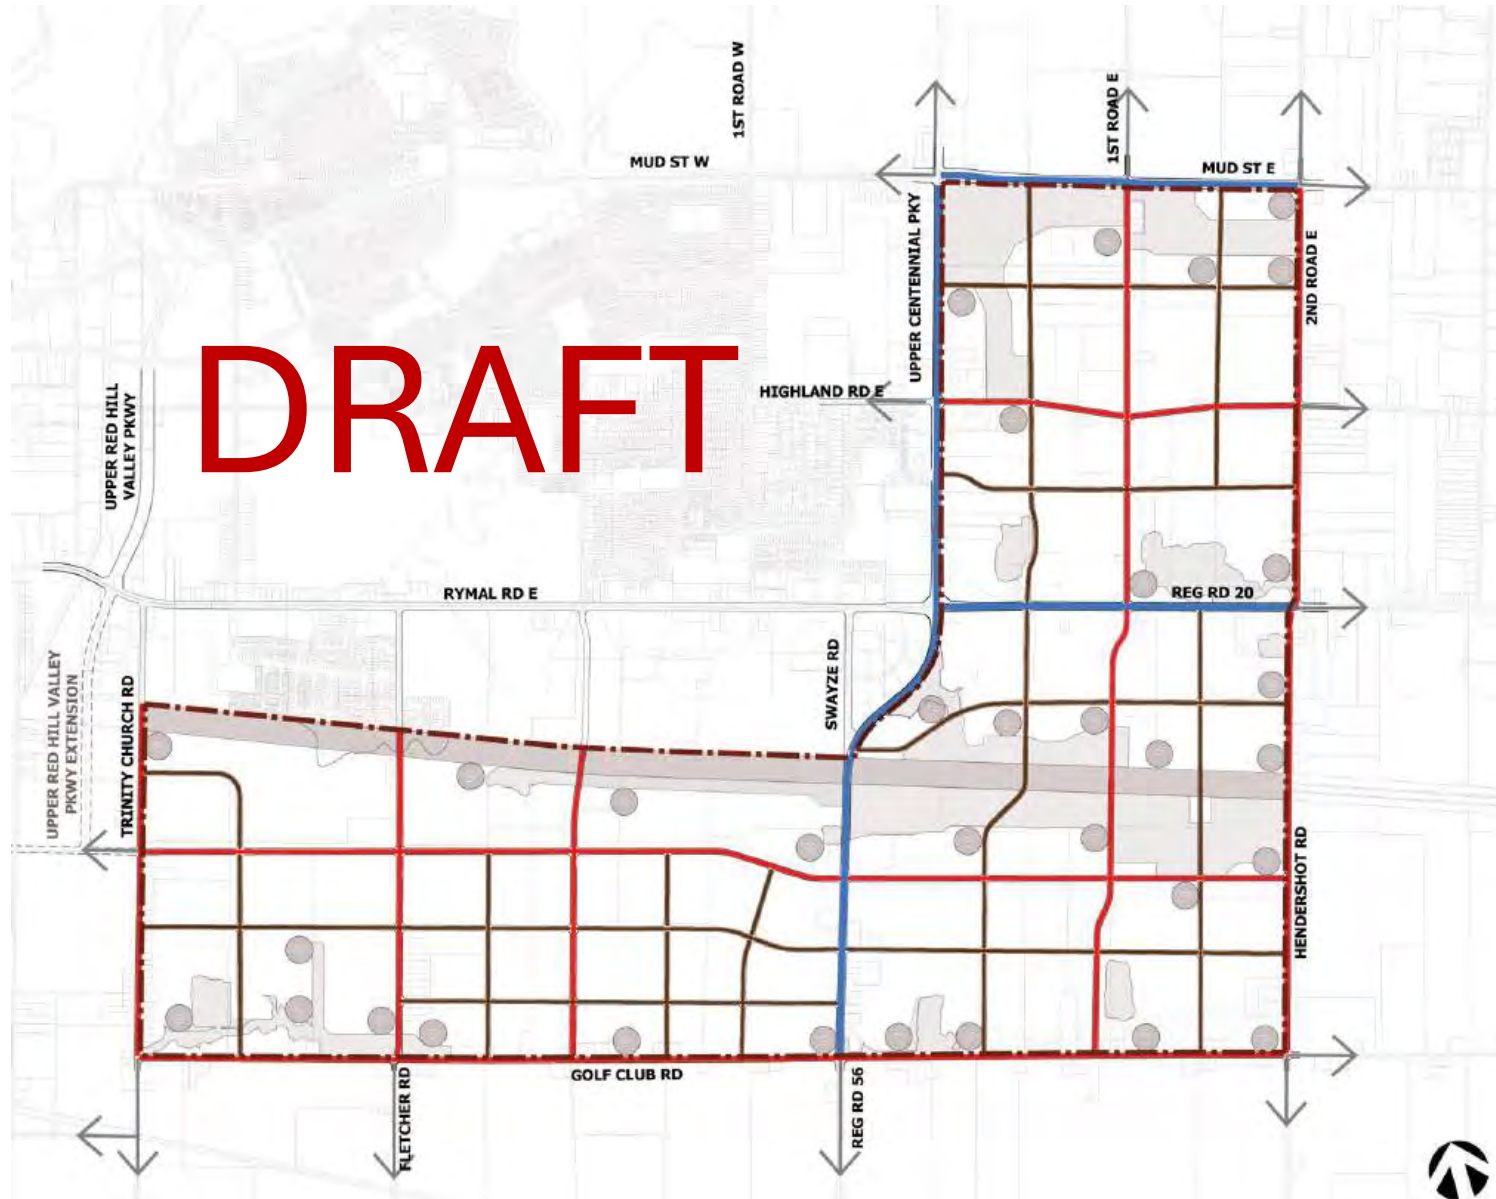 1ST ROAD W
1ST ROAD E
MUD ST W
MUD ST E
UPPER CENTENNIAL PKY
2ND ROAD E
DRAFT
HIGHLAND RD E
UPPER RED HILL
VALLEY PKWY
RYMAL RD E
REG RD 20
SWAYZE RD
UPPER RED HILL VALLEY
PKWY EXTENSION
TRINITY CHURCH RD
HENDERSHOT RD
GOLF CLUB RD
FLETCHER RD
REG RD 56